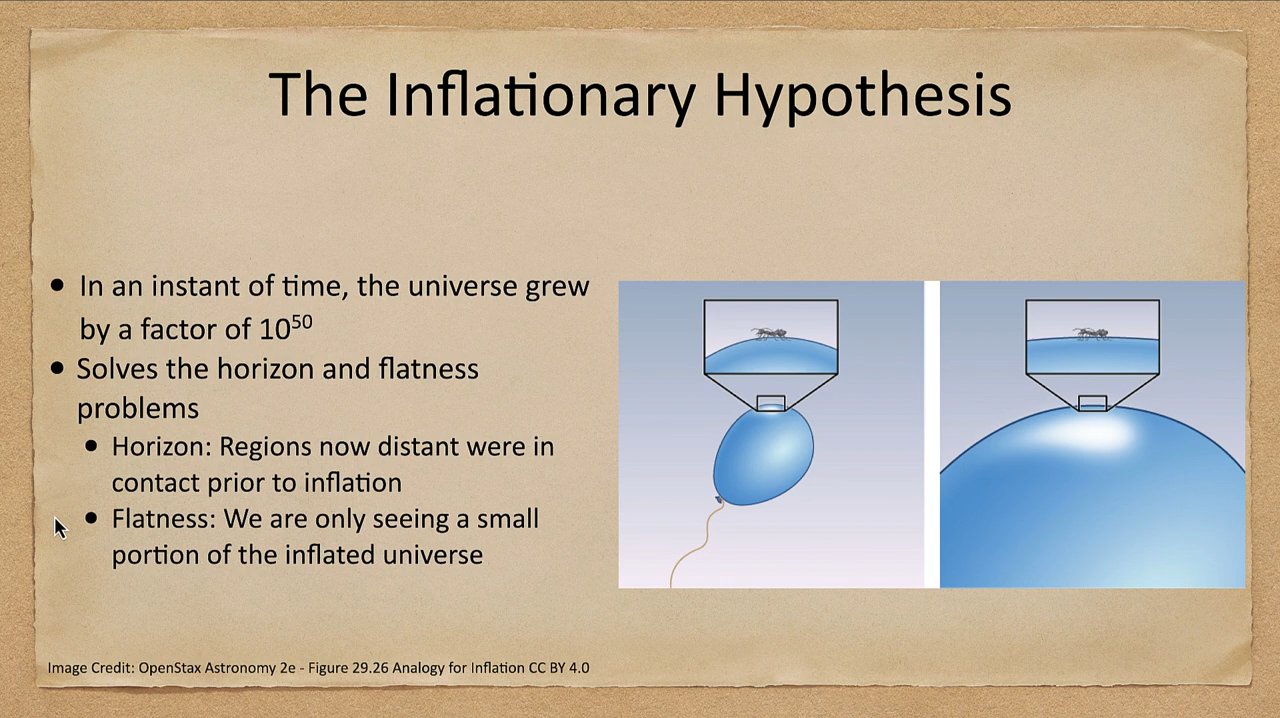 The Inflationary Hypothesis
• In an instant of time, the universe grew
by a factor of 10⁵⁰
• Solves the horizon and flatness
problems
• Horizon: Regions now distant were in
contact prior to inflation
• Flatness: We are only seeing a small
portion of the inflated universe
Image Credit: OpenStax Astronomy 2e - Figure 29.26 Analogy for Inflation CC BY 4.0